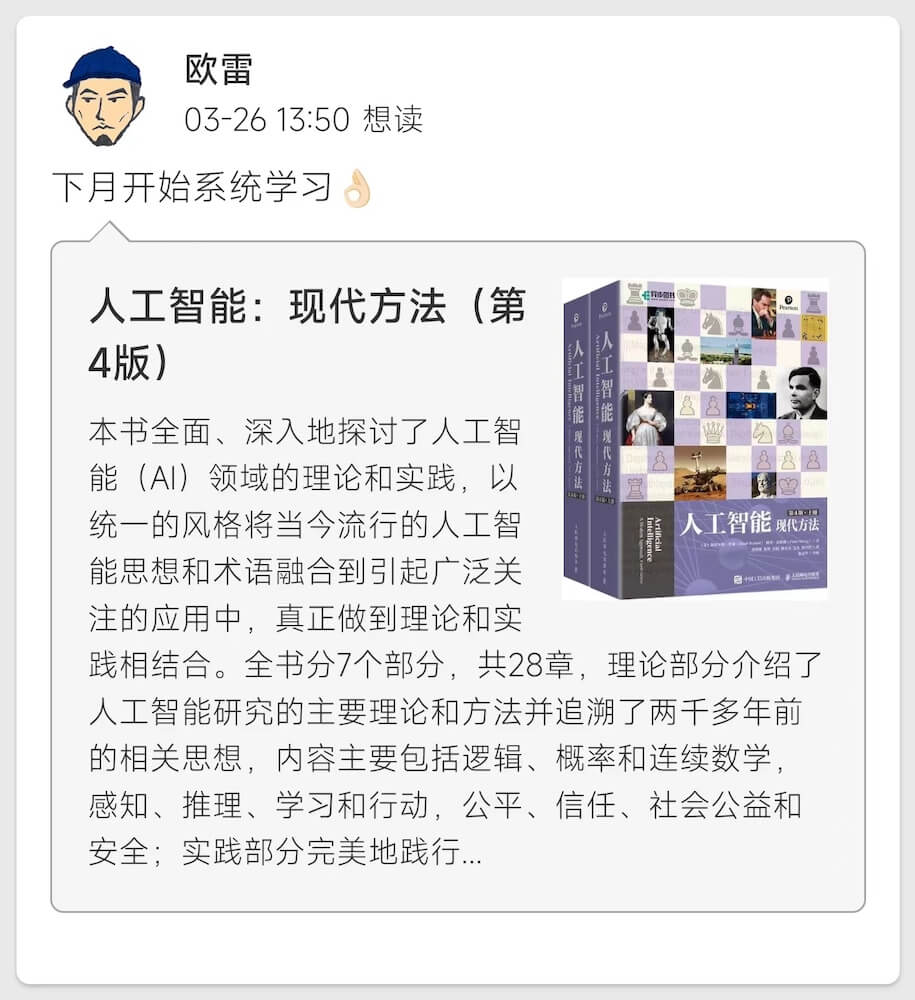 欧雷
03-26 13:50 想读
下月开始系统学习👌🏻
人工智能：现代方法（第
4版）
本书全面、深入地探讨了人工智
能（AI）领域的理论和实践，以
统一的风格将当今流行的人工智
能思想和术语融合到引起广泛关
注的应用中，真正做到理论和实
践相结合。全书分7个部分，共28章，理论部分介绍了
人工智能研究的主要理论和方法并追溯了两千多年前
的相关思想，内容主要包括逻辑、概率和连续数学，
感知、推理、学习和行动，公平、信任、社会公益和
安全；实践部分完美地践行...
人工智能 现代方法
人工智能 现代方法
Pearson
Artificial
Intelligence
人工智能 现代方法